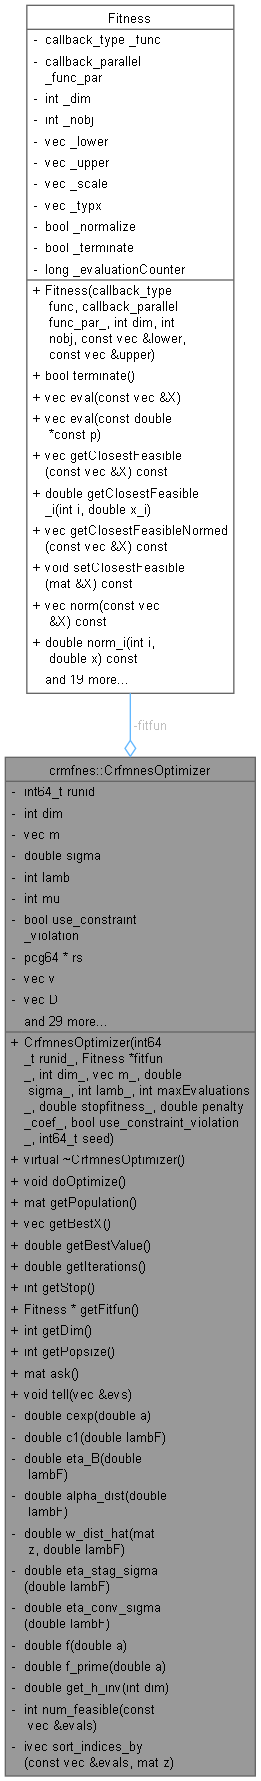 Fitness
- callback_type _func
- callback_parallel
_func_par
- int _dim
- int _nobj
- vec _lower
- vec _upper
- vec _scale
- vec _typx
- bool _normalize
- bool _terminate
- long _evaluationCounter
+ Fitness(callback_type
func, callback_parallel
func_par_, int dim, int
nobj, const vec &lower,
const vec &upper)
+ bool terminate()
+ vec eval(const vec &X)
+ vec eval(const double
*const p)
+ vec getClosestFeasible
(const vec &X) const
+ double getClosestFeasible
_i(int i, double x_i)
+ vec getClosestFeasibleNormed
(const vec &X) const
+ void setClosestFeasible
(mat &X) const
+ vec norm(const vec
&X) const
+ double norm_i(int i,
double x) const
and 19 more...
-fitfun
crmfnes::CrfmnesOptimizer
- int64_t runid
- int dim
- vec m
- double sigma
- int lamb
- int mu
- bool use_constraint
_violation
- pcg64 * rs
- vec v
- vec D
and 29 more...
+ CrfmnesOptimizer(int64
_t runid_, Fitness *fitfun
_, int dim_, vec m_, double
sigma_, int lamb_, int maxEvaluations
_, double stopfitness_, double penalty
_coef_, bool use_constraint_violation
_, int64_t seed)
+ virtual ~CrfmnesOptimizer()
+ void doOptimize()
+ mat getPopulation()
+ vec getBestX()
+ double getBestValue()
+ double getIterations()
+ int getStop()
+ Fitness * getFitfun()
+ int getDim()
+ int getPopsize()
+ mat ask()
+ void tell(vec &evs)
- double cexp(double a)
- double c1(double lambF)
- double eta_B(double
lambF)
- double alpha_dist(double
lambF)
- double w_dist_hat(mat
z, double lambF)
- double eta_stag_sigma
(double lambF)
- double eta_conv_sigma
(double lambF)
- double f(double a)
- double f_prime(double a)
- double get_h_inv(int dim)
- int num_feasible(const
vec &evals)
- ivec sort_indices_by
(const vec &evals, mat z)